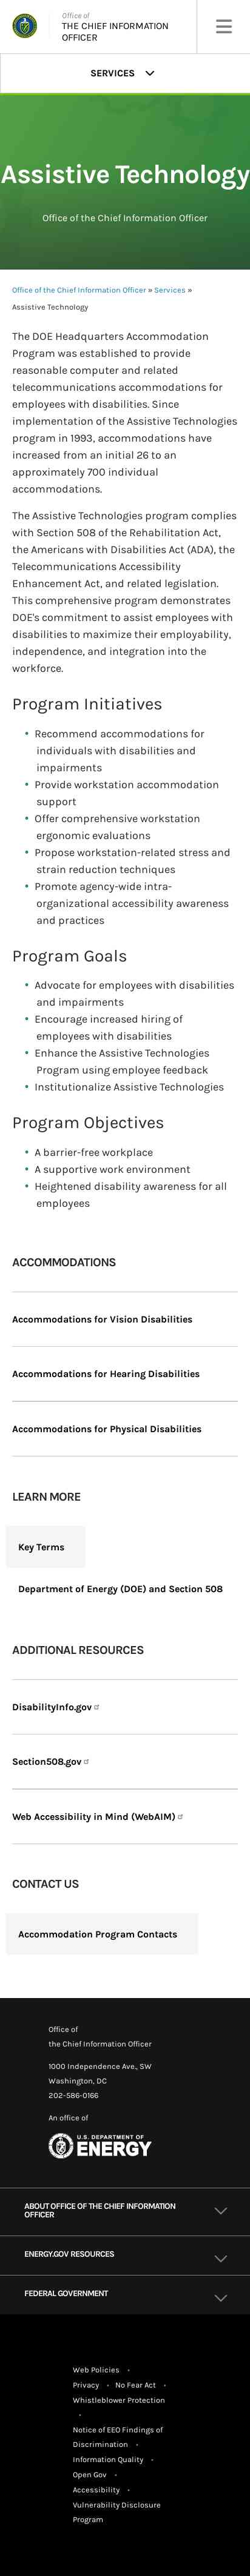 Office of
THE CHIEF INFORMATION
OFFICER
SERVICES
Assistive Technology
Office of the Chief Information Officer
Office of the Chief Information Officer » Services »
Assistive Technology
The DOE Headquarters Accommodation
Program was established to provide
reasonable computer and related
telecommunications accommodations for
employees with disabilities. Since
implementation of the Assistive Technologies
program in 1993, accommodations have
increased from an initial 26 to an
approximately 700 individual
accommodations.
The Assistive Technologies program complies
with Section 508 of the Rehabilitation Act,
the Americans with Disabilities Act (ADA), the
Telecommunications Accessibility
Enhancement Act, and related legislation.
This comprehensive program demonstrates
DOE's commitment to assist employees with
disabilities to maximize their employability,
independence, and integration into the
workforce.
Program Initiatives
• Recommend accommodations for
individuals with disabilities and
impairments
• Provide workstation accommodation
support
• Offer comprehensive workstation
ergonomic evaluations
• Propose workstation-related stress and
strain reduction techniques
• Promote agency-wide intra-
organizational accessibility awareness
and practices
Program Goals
• Advocate for employees with disabilities
and impairments
• Encourage increased hiring of
employees with disabilities
• Enhance the Assistive Technologies
Program using employee feedback
• Institutionalize Assistive Technologies
Program Objectives
• A barrier-free workplace
• A supportive work environment
• Heightened disability awareness for all
employees
ACCOMMODATIONS
Accommodations for Vision Disabilities
Accommodations for Hearing Disabilities
Accommodations for Physical Disabilities
LEARN MORE
Key Terms
Department of Energy (DOE) and Section 508
ADDITIONAL RESOURCES
DisabilityInfo.gov
Section508.gov
Web Accessibility in Mind (WebAIM)
CONTACT US
Accommodation Program Contacts
Office of
the Chief Information Officer
1000 Independence Ave., SW
Washington, DC
202-586-0166
An office of
U.S. DEPARTMENT OF
ENERGY
ABOUT OFFICE OF THE CHIEF INFORMATION
OFFICER
ENERGY.GOV RESOURCES
FEDERAL GOVERNMENT
Web Policies •
Privacy • No Fear Act •
Whistleblower Protection
•
Notice of EEO Findings of
Discrimination •
Information Quality •
Open Gov •
Accessibility •
Vulnerability Disclosure
Program